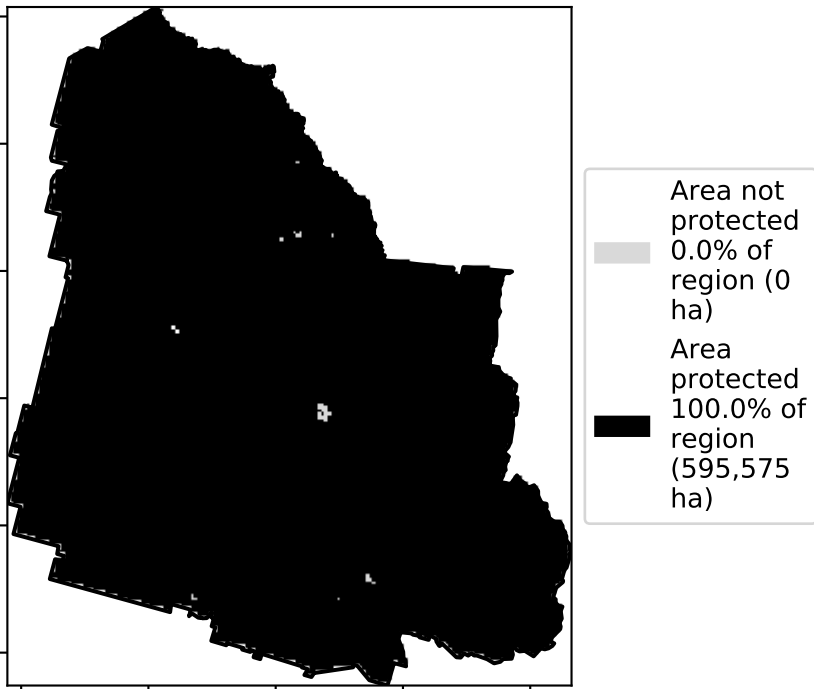 Area not
protected
0.0% of
region (0
ha)
Area
protected
100.0% of
region
(595,575
ha)